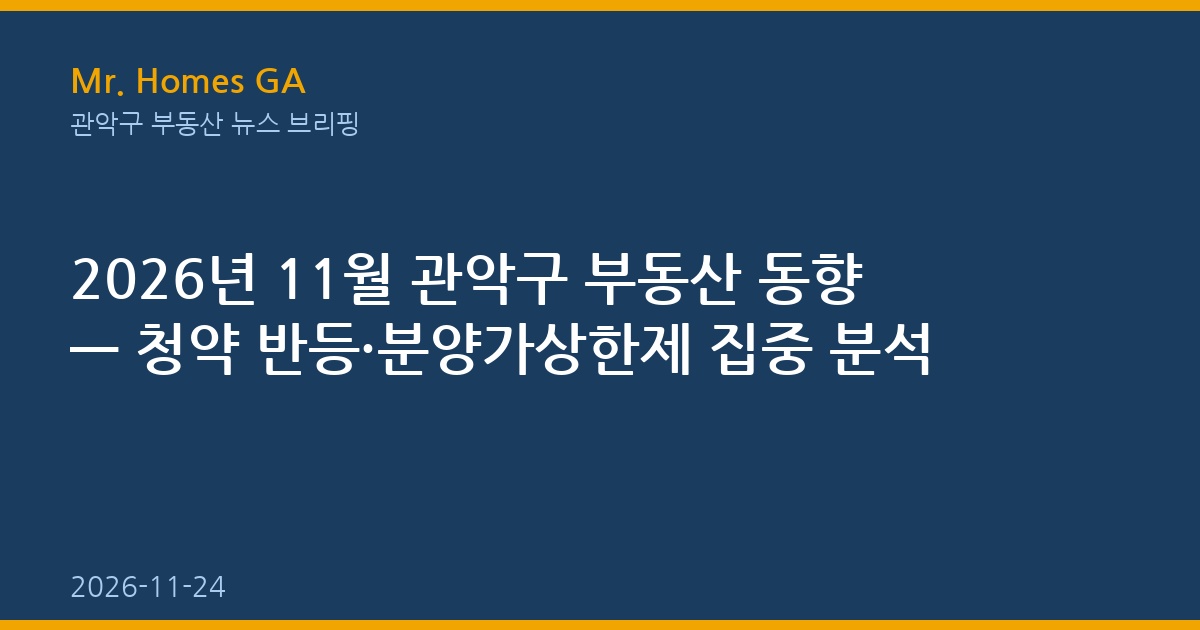 Mr. Homes GA
관악구 부동산 뉴스 브리핑
2026년 11월 관악구 부동산 동향
— 청약 반등·분양가상한제 집중 분석
2026-11-24